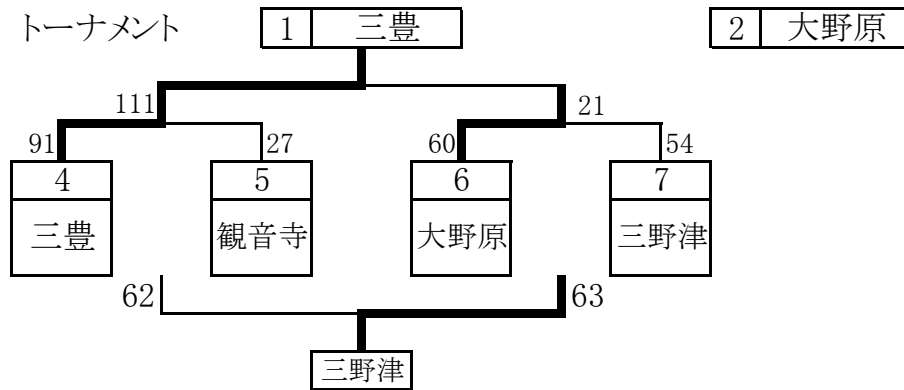 トーナメント 1 三豊 2 大野原
111 21
91 27 60 54
4 5 6 7
三豊 観音寺 大野原 三野津
62 63
三野津